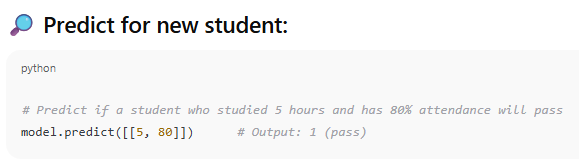 🔎 Predict for new student:
python
# Predict if a student who studied 5 hours and has 80% attendance will pass
model.predict([[5, 80]])      # Output: 1 (pass)